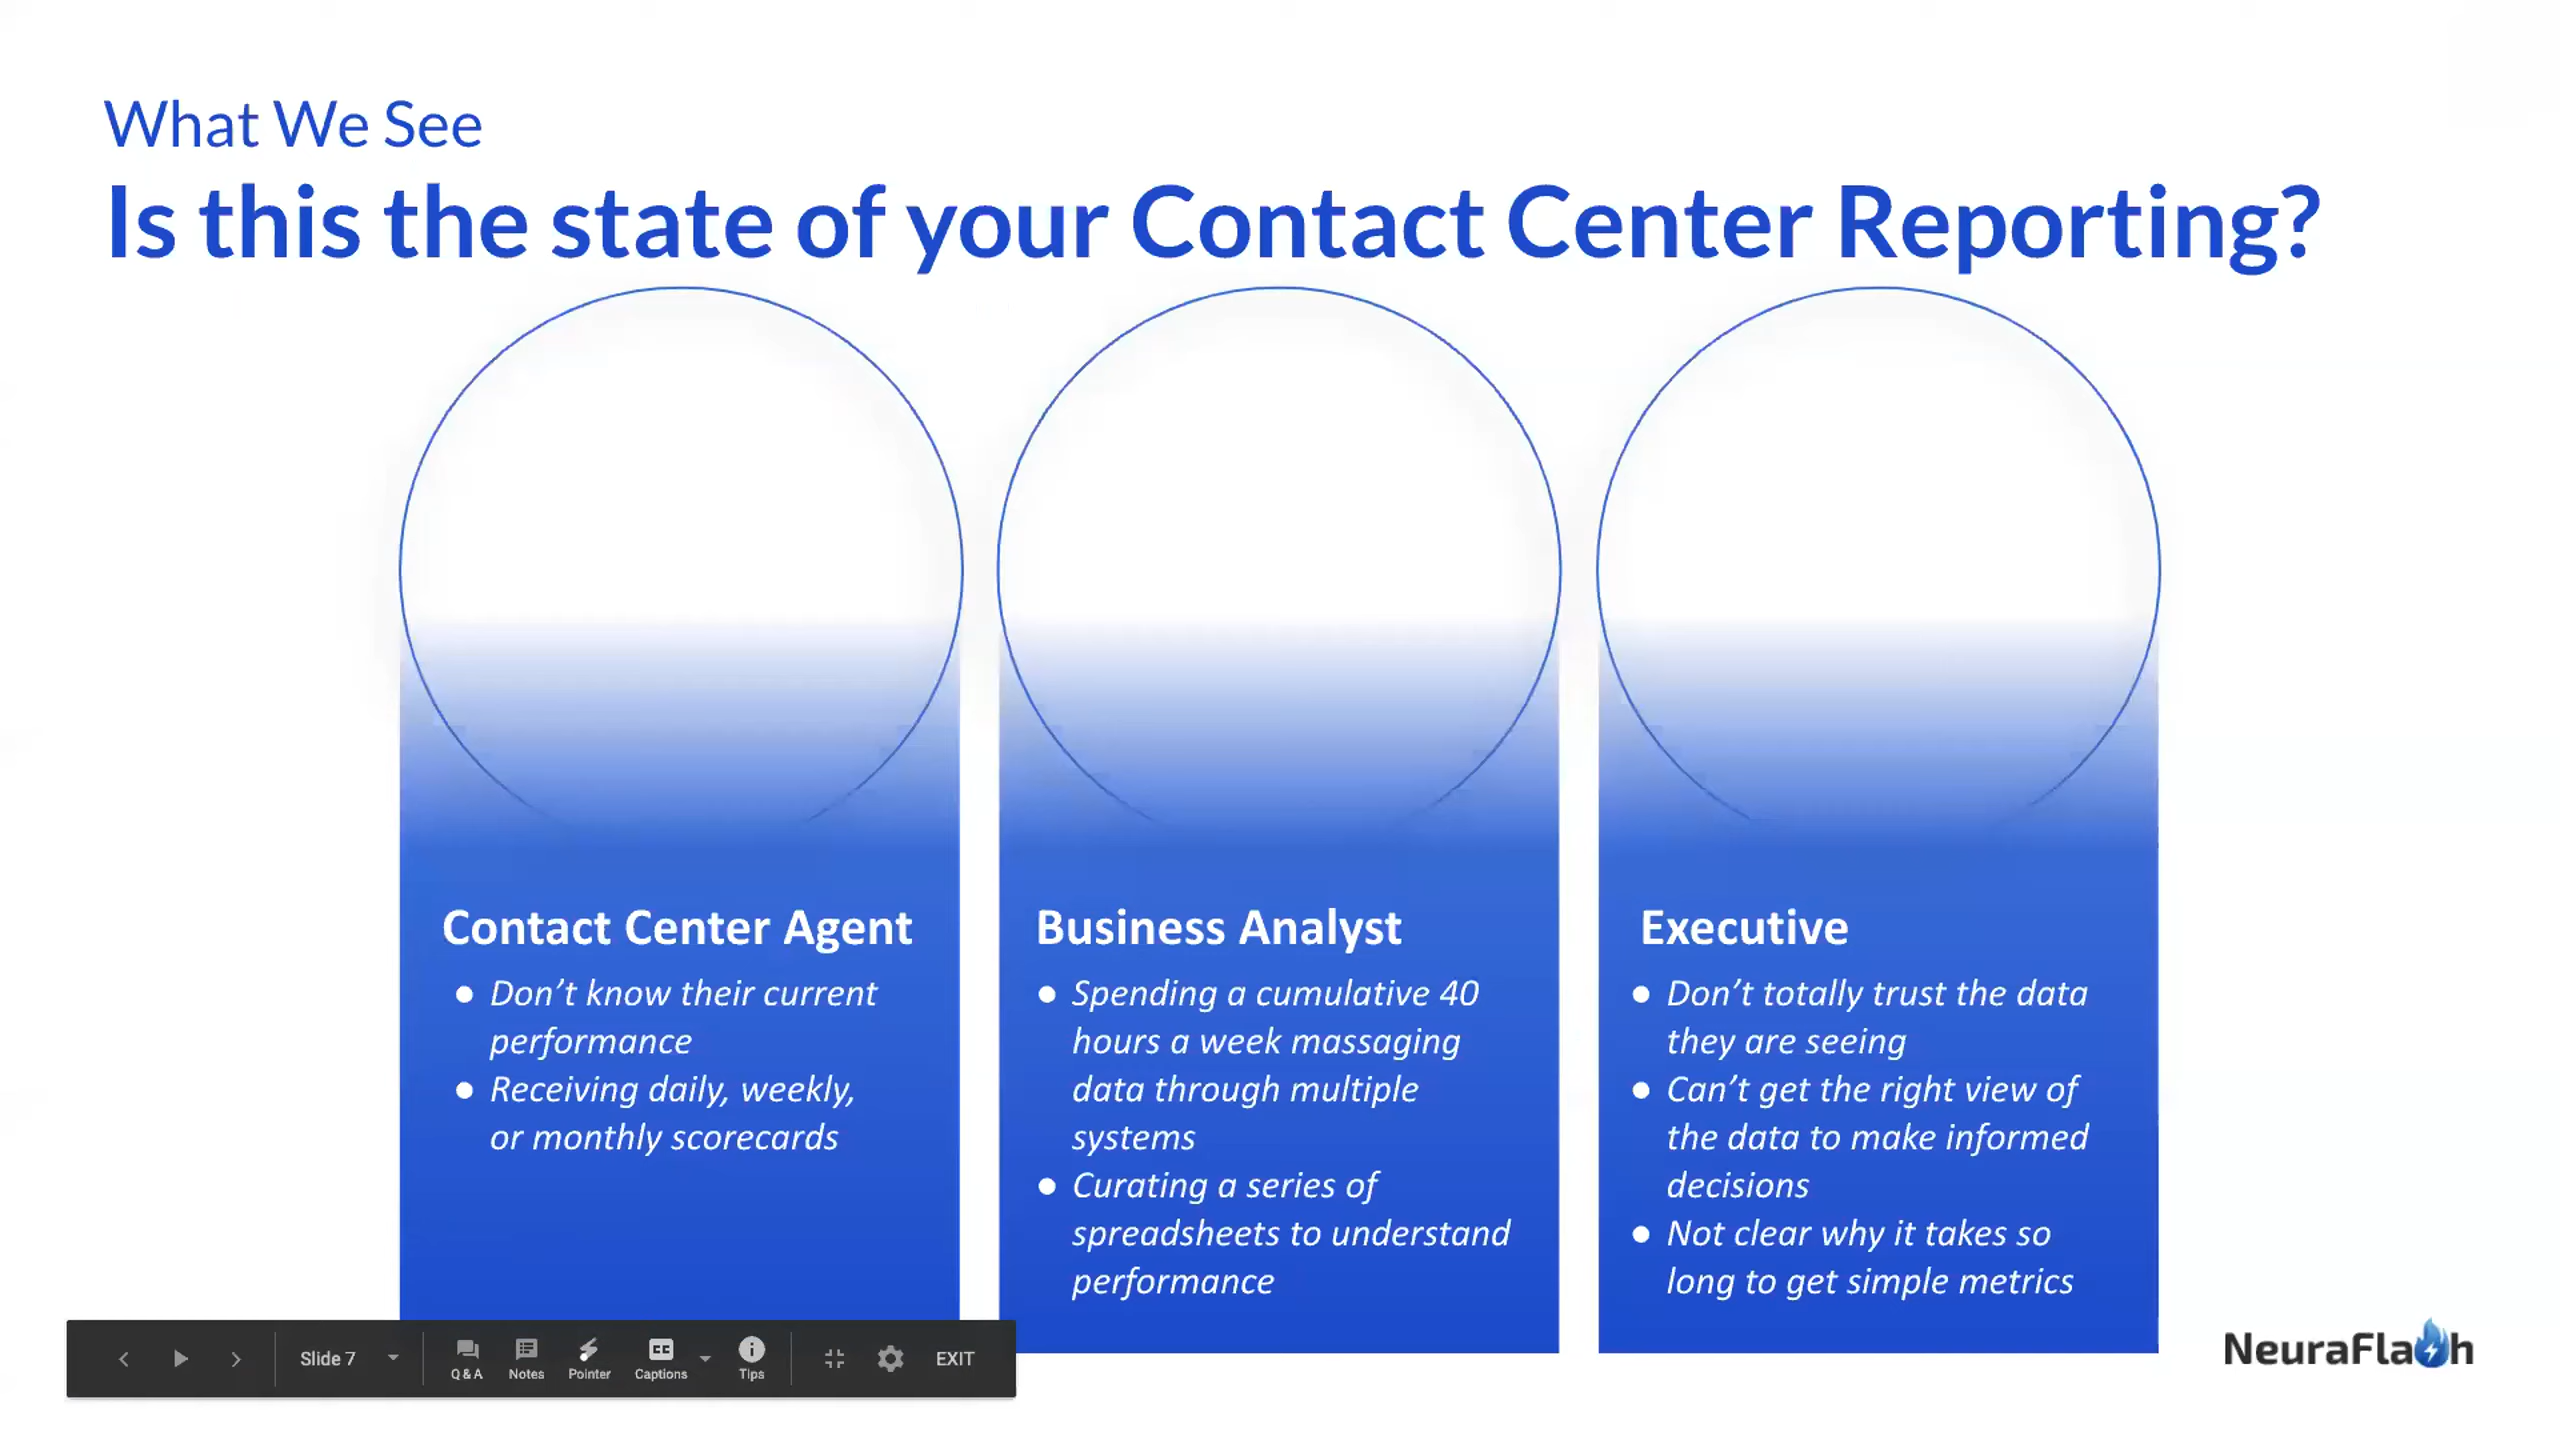 What We See
Is this the state of your Contact Center Reporting?
Contact Center Agent
● Don’t know their current
performance
● Receiving daily, weekly,
or monthly scorecards
Business Analyst
● Spending a cumulative 40
hours a week massaging
data through multiple
systems
● Curating a series of
spreadsheets to understand
performance
Executive
● Don’t totally trust the data
they are seeing
● Can’t get the right view of
the data to make informed
decisions
● Not clear why it takes so
long to get simple metrics
Slide 7
Q & A
Notes
Pointer
CC
Captions
Tips
EXIT
NeuraFlash